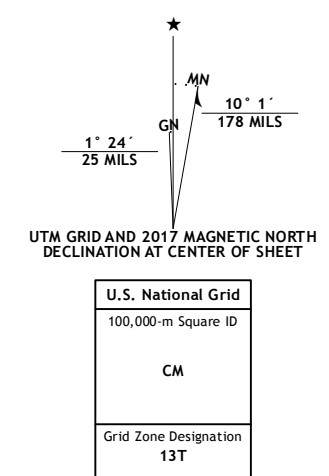 MN
GN
10° 1´
178 MILS
1° 24´
25 MILS
UTM GRID AND 2017 MAGNETIC NORTH
DECLINATION AT CENTER OF SHEET
U.S. National Grid
100,000-m Square ID
CM
Grid Zone Designation
13T